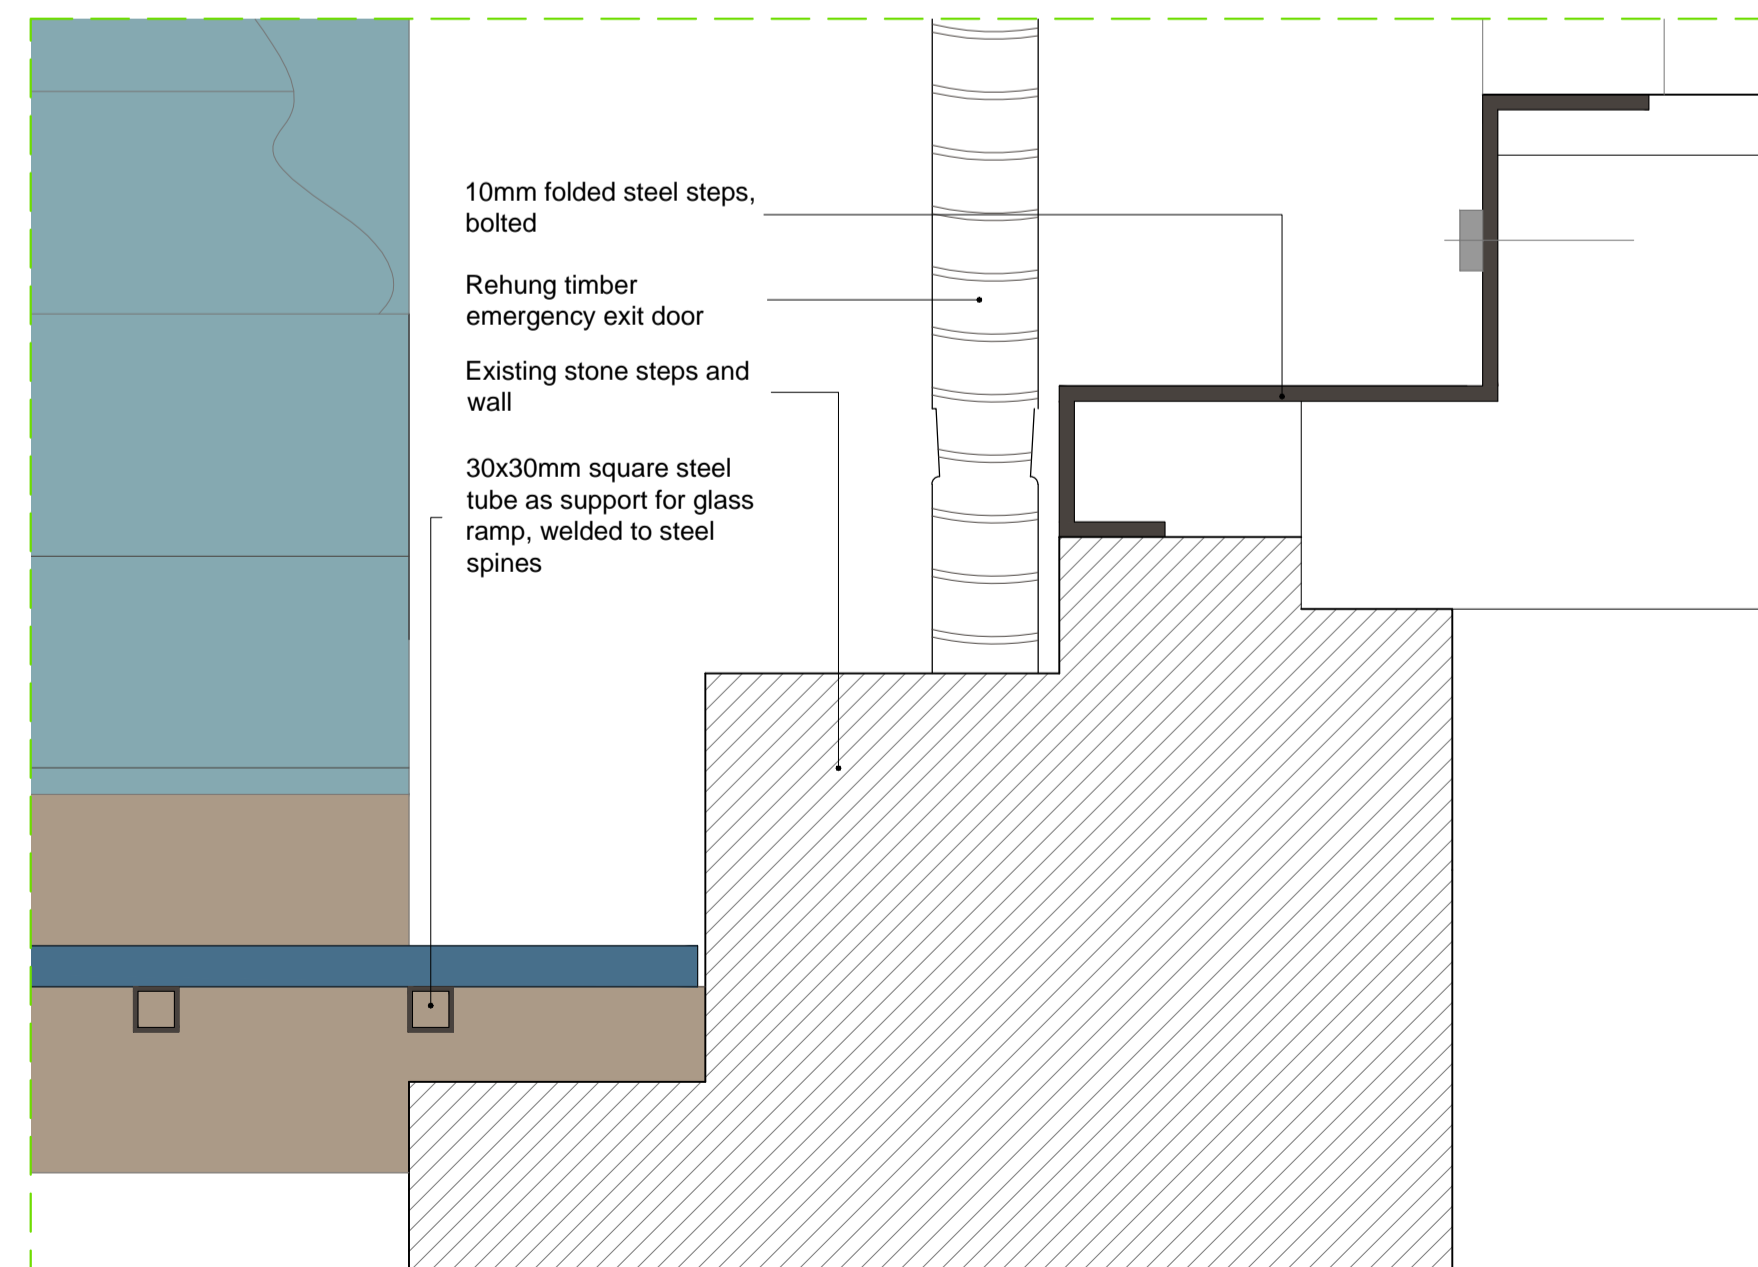 10mm folded steel steps,
bolted
Rehung timber
emergency exit door
Existing stone steps and
wall
30x30mm square steel
tube as support for glass
ramp, welded to steel
spines